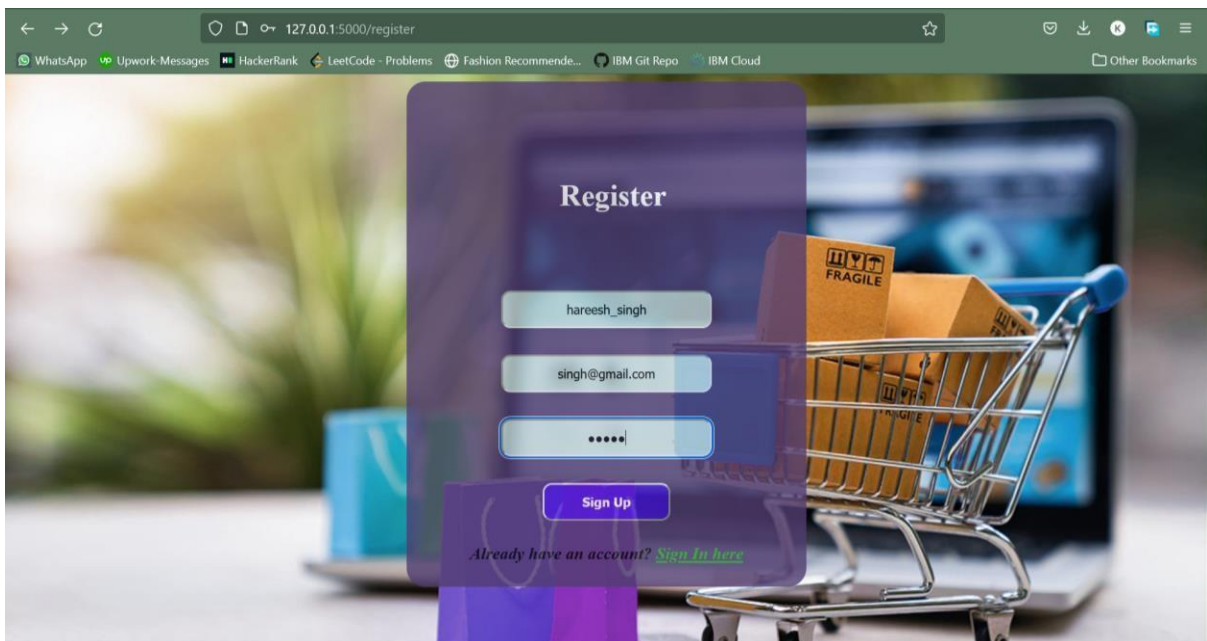 127.0.0.1:5000/register
K
WhatsApp Upwork-Messages HackerRank LeetCode - Problems Fashion Recommende... IBM Git Repo IBM Cloud Other Bookmarks
Register
hareesh_singh
singh@gmail.com
•••••
Sign Up
Already have an account? Sign In here
FRAGILE
FRAGILE